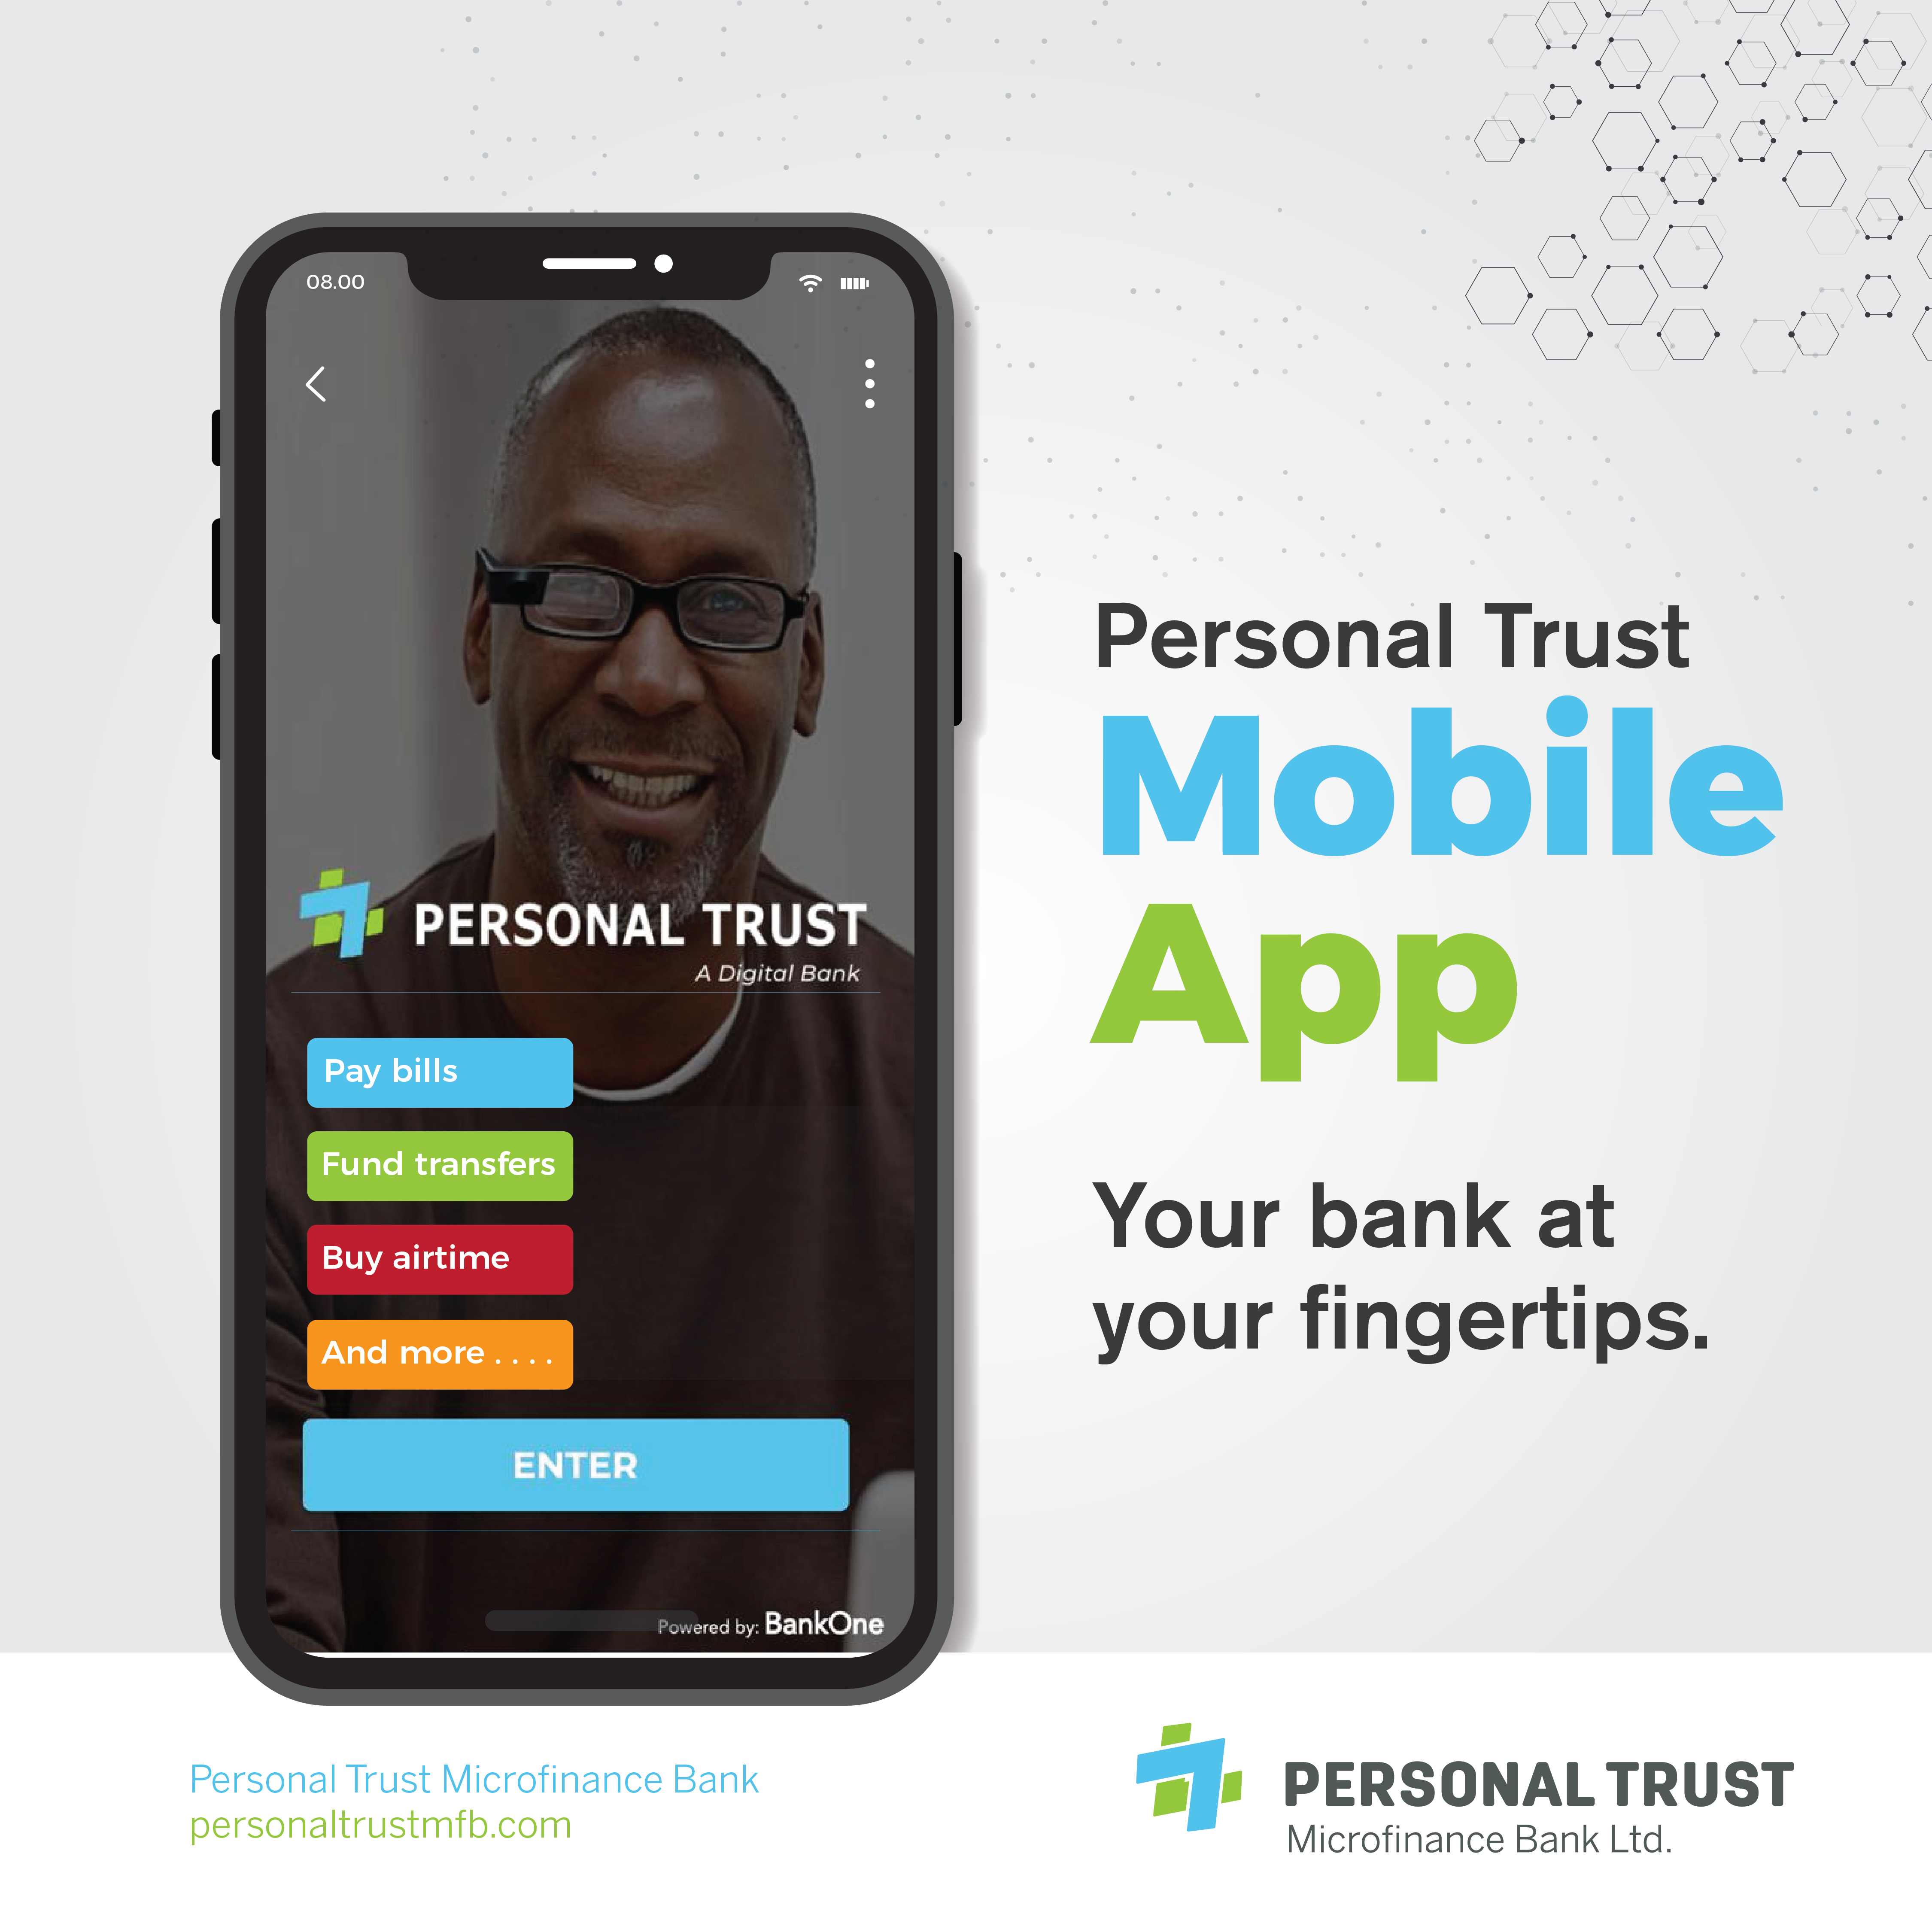 08.00
PERSONAL TRUST
A Digital Bank
Pay bills
Fund transfers
Buy airtime
And more . . . .
ENTER
Powered by: BankOne
Personal Trust
Mobile
App
Your bank at
your fingertips.
Personal Trust Microfinance Bank
personaltrustmfb.com
PERSONAL TRUST
Microfinance Bank Ltd.